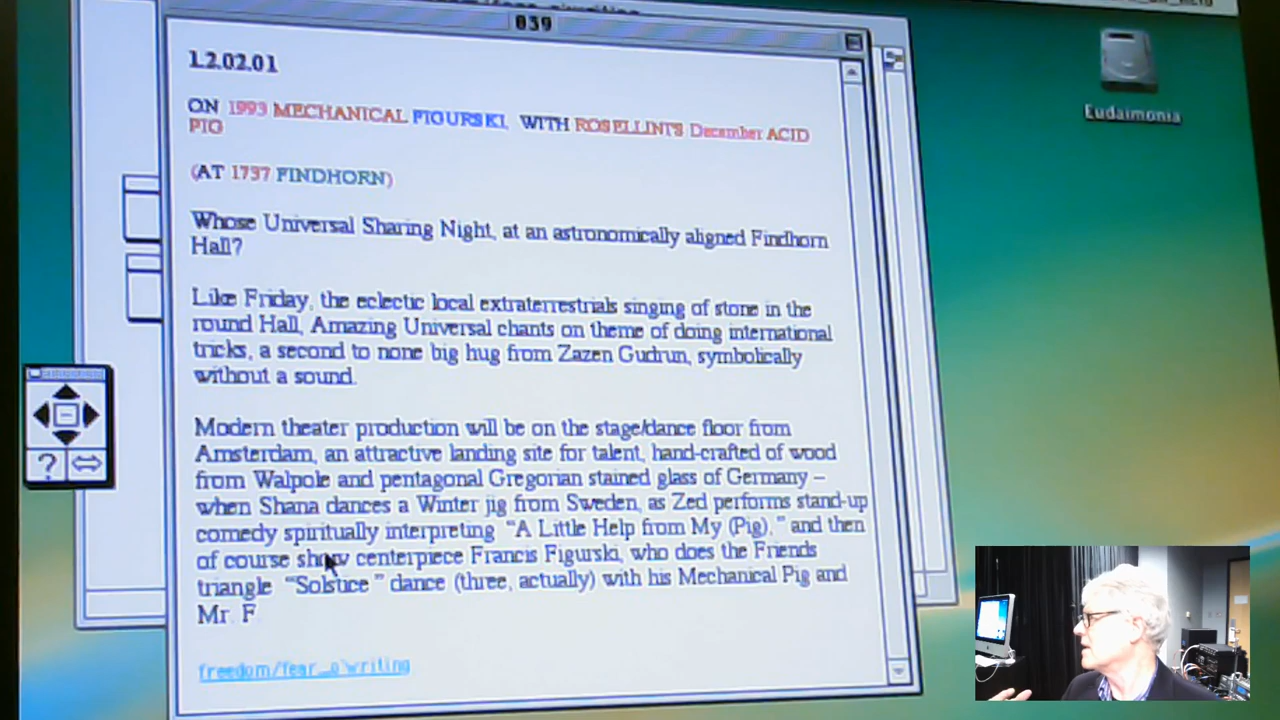 039
1.2.02.01
ON 1993 MECHANICAL FIGURSKI, WITH ROSELLINI'S December ACID
PIG
(AT 1737 FINDHORN)
Whose Universal Sharing Night, at an astronomically aligned Findhorn
Hall?
Like Friday, the eclectic local extraterrestrials singing of stone in the
round Hall, Amazing Universal chants on theme of doing international
tricks, a second to none big hug from Zazen Gudrun, symbolically
without a sound.
Modern theater production will be on the stage/dance floor from
Amsterdam, an attractive landing site for talent, hand-crafted of wood
from Walpole and pentagonal Gregorian stained glass of Germany –
when Shana dances a Winter jig from Sweden, as Zed performs stand-up
comedy spiritually interpreting “A Little Help from My (Pig),” and then
of course show centerpiece Francis Figurski, who does the Friends
triangle “Solstice” dance (three, actually) with his Mechanical Pig and
Mr. F
freedom/fear_o'writing
?
Eudaimonia